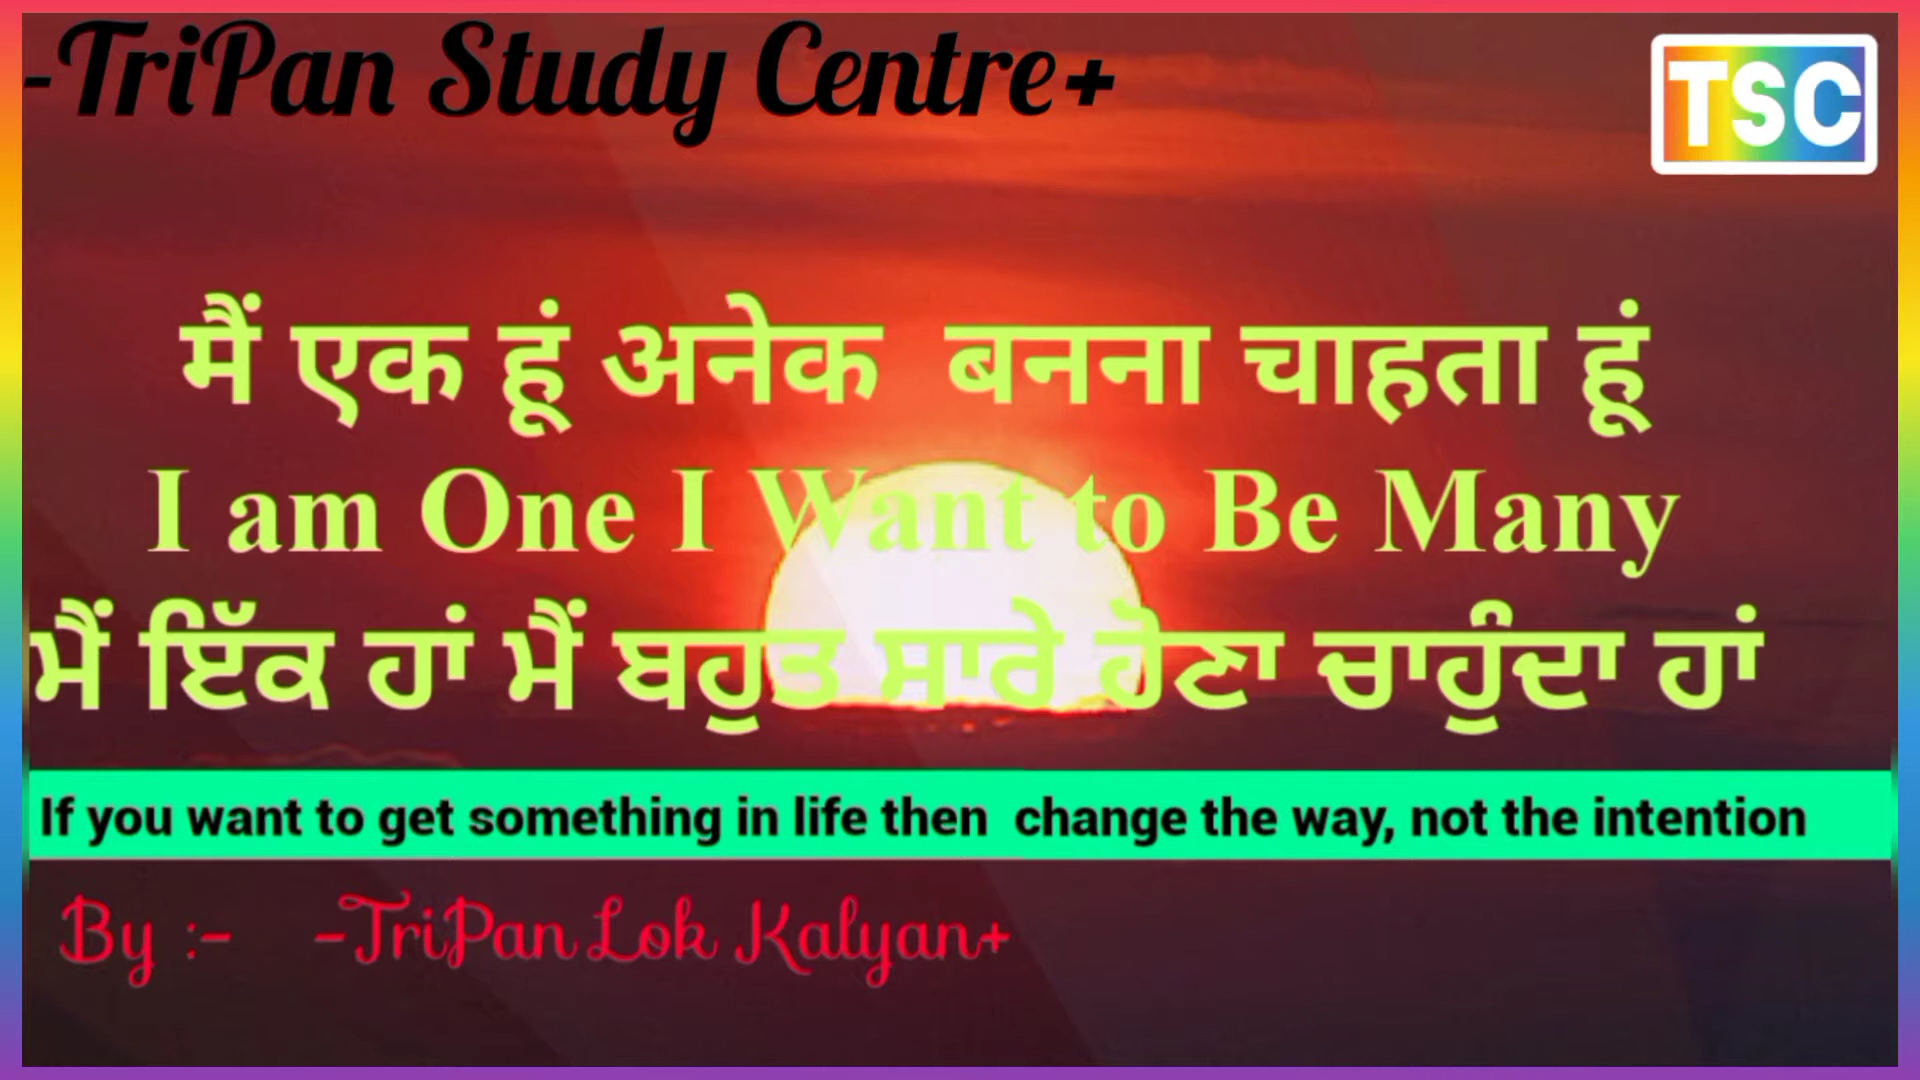 -TriPan Study Centre+
TSC
मैं एक हूं अनेक  बनना चाहता हूं
I am One I Want to Be Many
ਮੈਂ ਇੱਕ ਹਾਂ ਮੈਂ ਬਹੁਤ ਸਾਰੇ ਹੋਣਾ ਚਾਹੁੰਦਾ ਹਾਂ
If you want to get something in life then  change the way, not the intention
By :-    -TriPan Lok Kalyan+